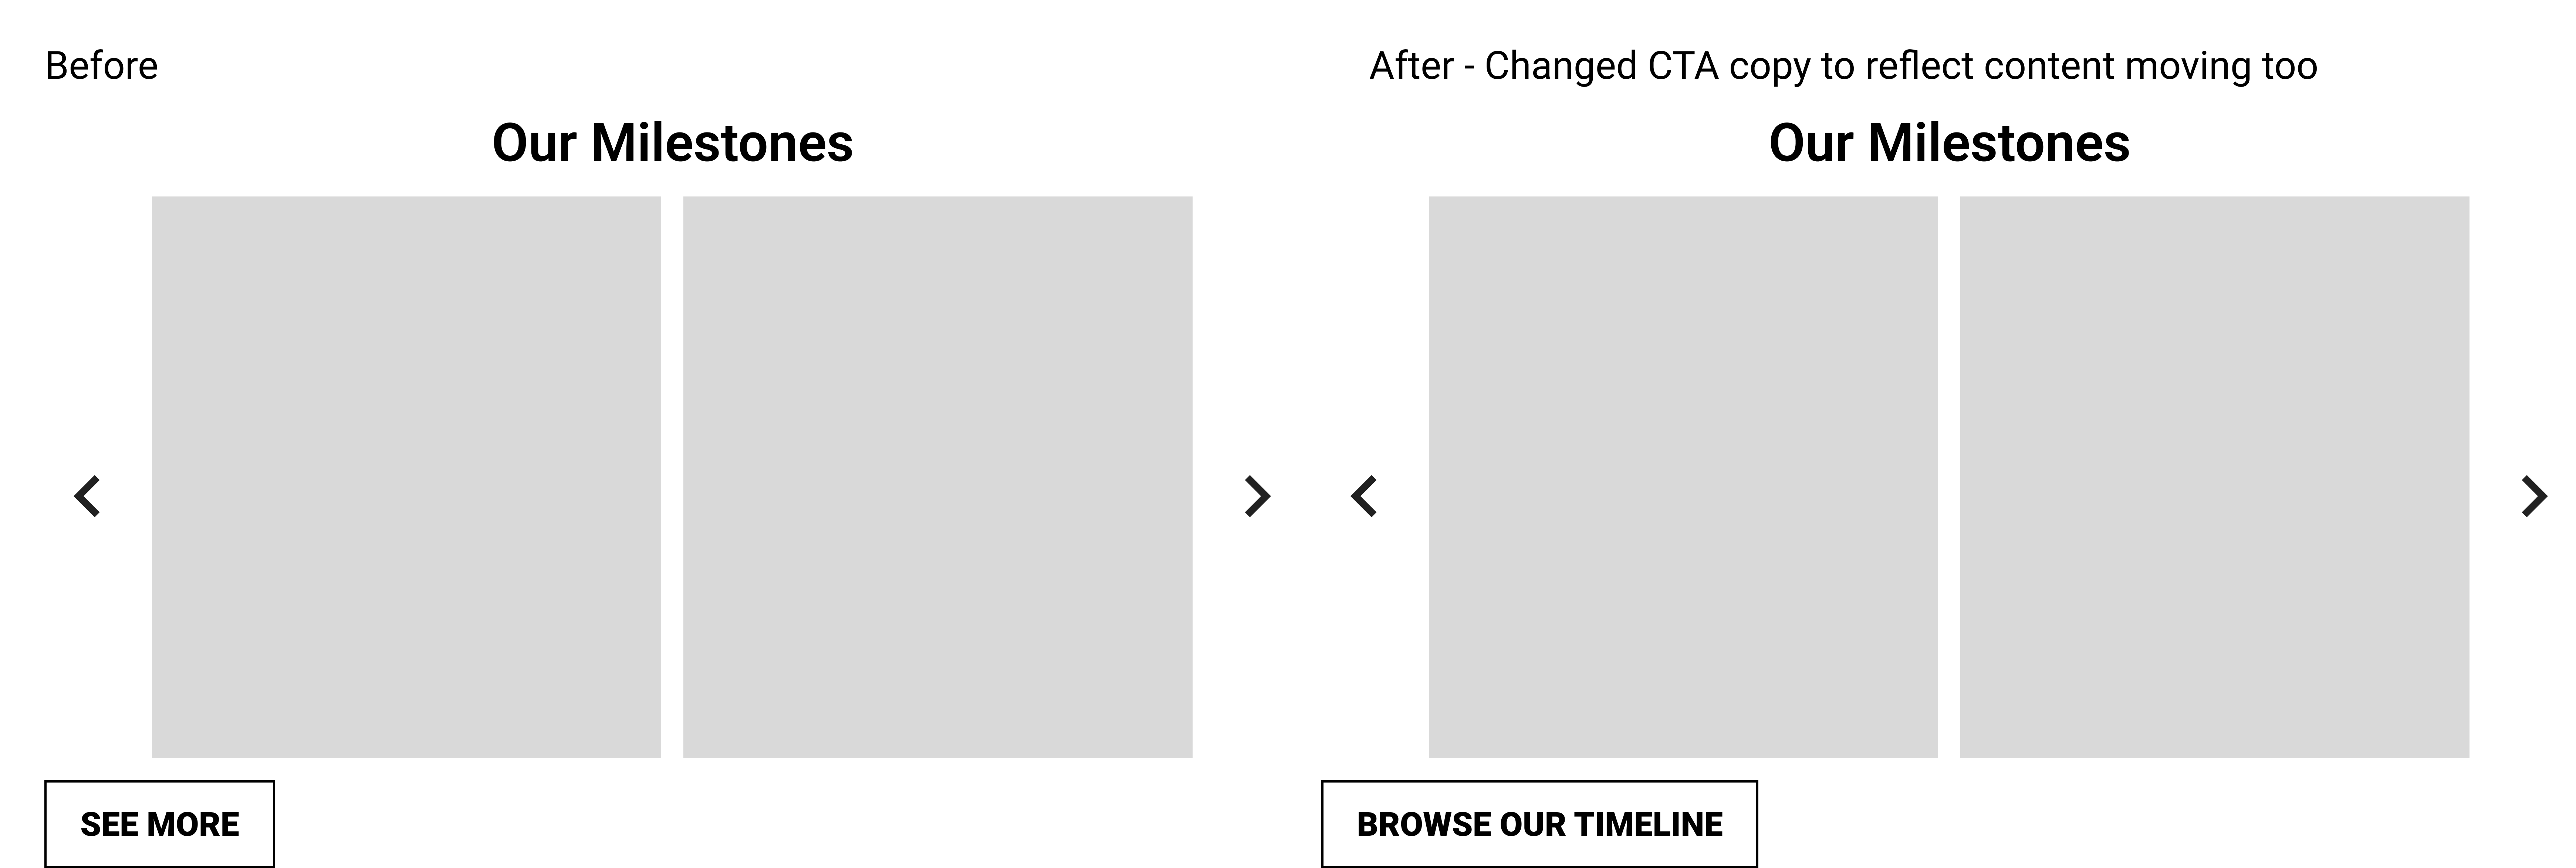 Before
Our Milestones
SEE MORE
After - Changed CTA copy to reflect content moving too
Our Milestones
BROWSE OUR TIMELINE